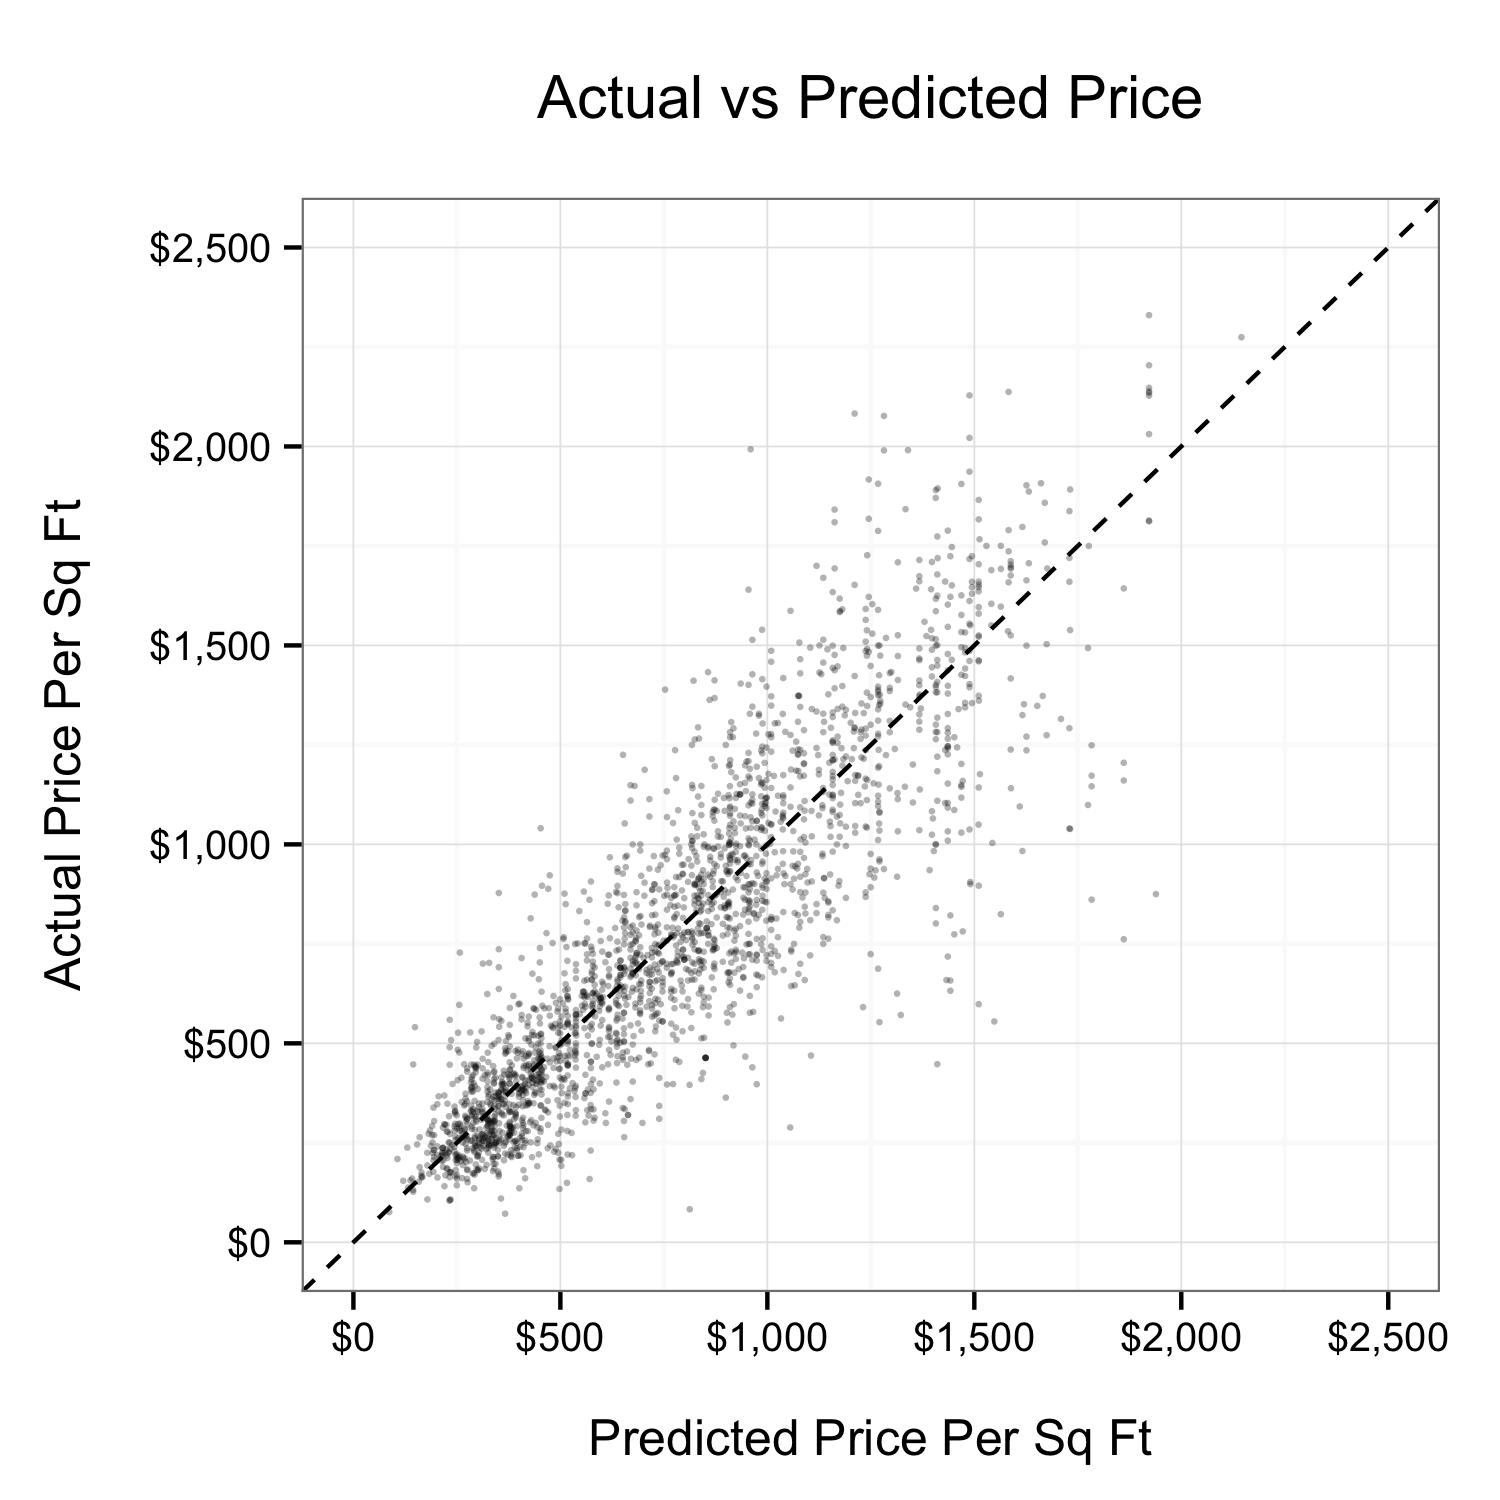 Actual vs Predicted Price
Actual Price Per Sq Ft
$2,500
$2,000
$1,500
$1,000
$500
$0
$0 $500 $1,000 $1,500 $2,000 $2,500
Predicted Price Per Sq Ft